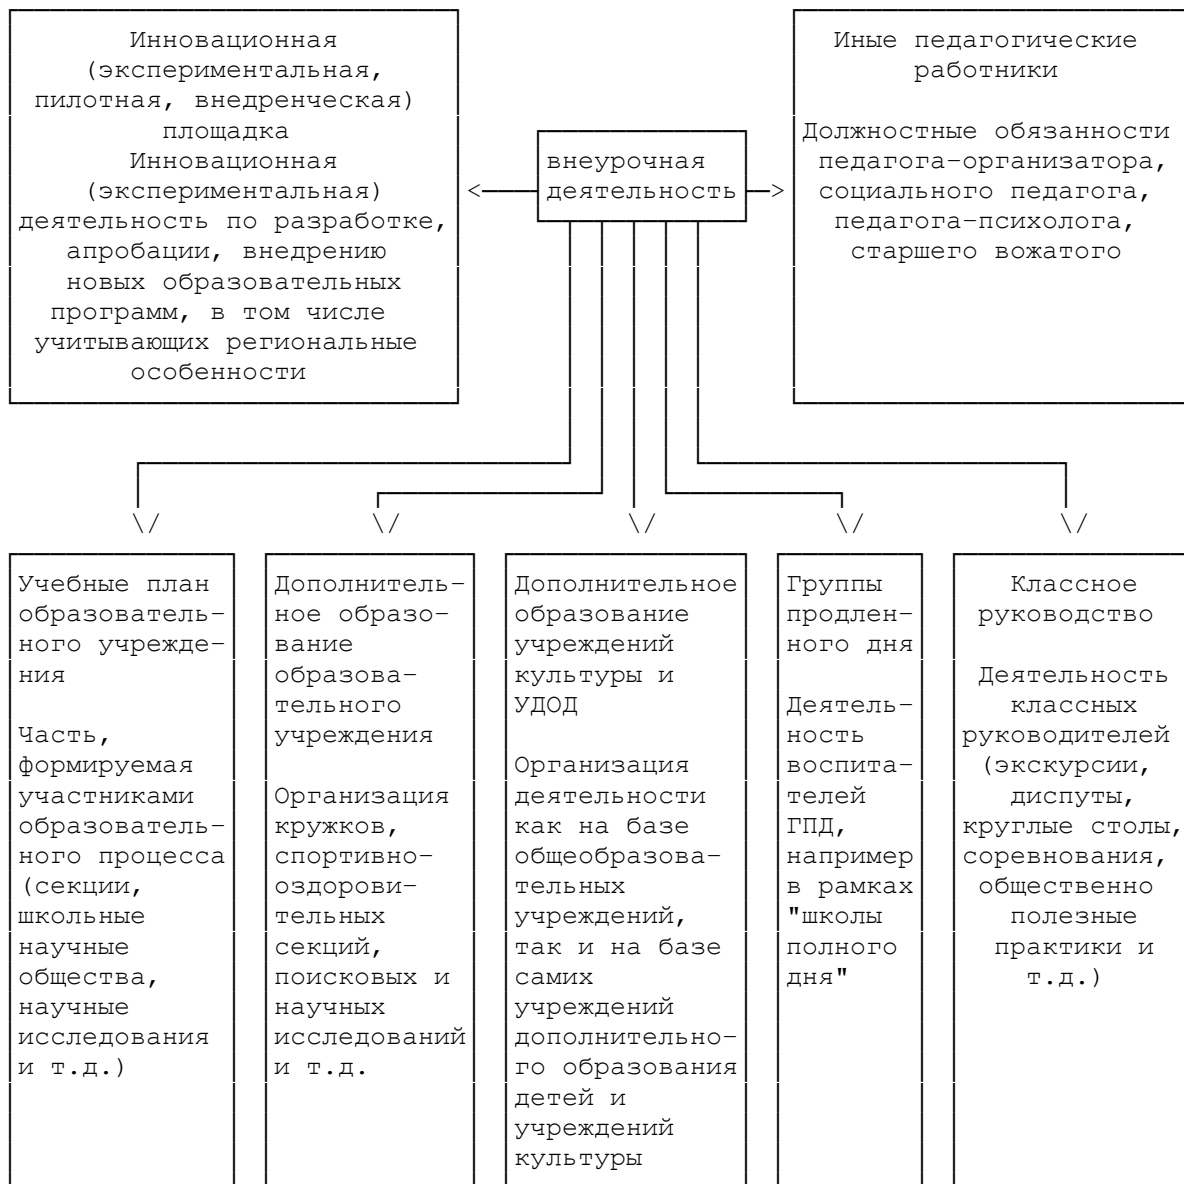 Инновационная
(экспериментальная,
пилотная, внедренческая)
площадка
Инновационная
(экспериментальная)
деятельность по разработке,
апробации, внедрению
новых образовательных
программ, в том числе
учитывающих региональные
особенности
внеурочная
деятельность
Иные педагогические
работники
Должностные обязанности
педагога-организатора,
социального педагога,
педагога-психолога,
старшего вожатого
Учебные план
образователь-
ного учрежде-
ния
Часть,
формируемая
участниками
образователь-
ного процесса
(секции,
школьные
научные
общества,
научные
исследования
и т.д.)
Дополнитель-
ное образо-
вание
образова-
тельного
учреждения
Организация
кружков,
спортивно-
оздорови-
тельных
секций,
поисковых и
научных
исследований
и т.д.
Дополнительное
образование
учреждений
культуры и
УДОД
Организация
деятельности
как на базе
общеобразова-
тельных
учреждений,
так и на базе
самих
учреждений
дополнительно-
го образования
детей и
учреждений
культуры
Группы
продлен-
ного дня
Деятель-
ность
воспита-
телей
ГПД,
например
в рамках
"школы
полного
дня"
Классное
руководство
Деятельность
классных
руководителей
(экскурсии,
диспуты,
круглые столы,
соревнования,
общественно
полезные
практики и
т.д.)